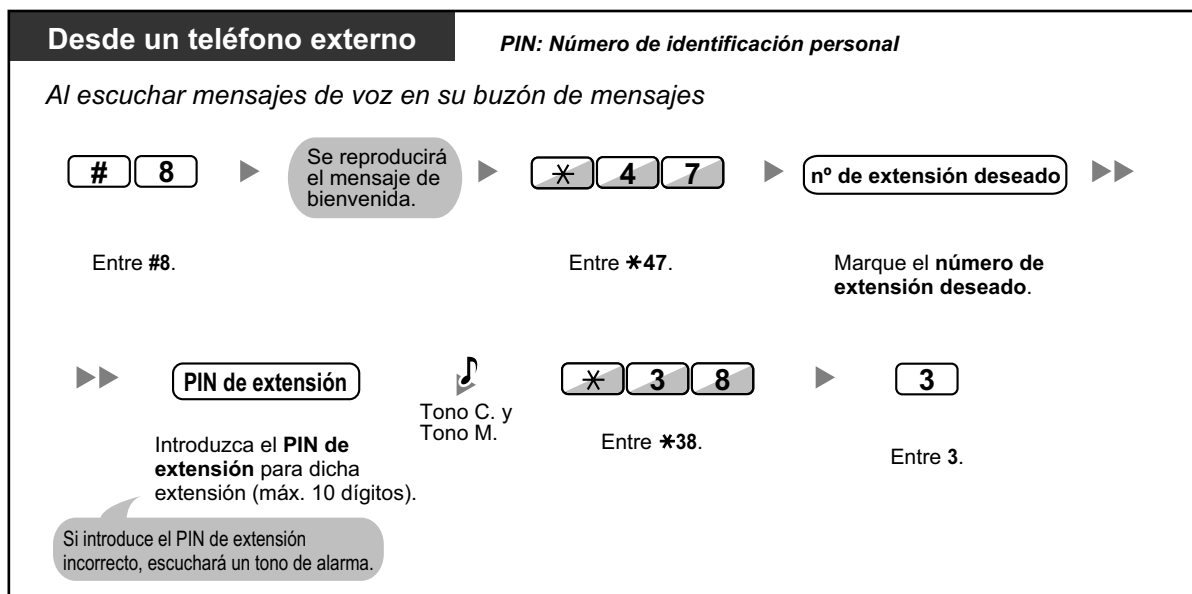 Desde un teléfono externo
PIN: Número de identificación personal
Al escuchar mensajes de voz en su buzón de mensajes
# 8
Se reproducirá
el mensaje de
bienvenida.
* 4 7
nº de extensión deseado
Entre #8.
Entre *47.
Marque el número de
extensión deseado.
PIN de extensión
Tono C. y
Tono M.
* 3 8
3
Introduzca el PIN de
extensión para dicha
extensión (máx. 10 dígitos).
Entre *38.
Entre 3.
Si introduce el PIN de extensión
incorrecto, escuchará un tono de alarma.